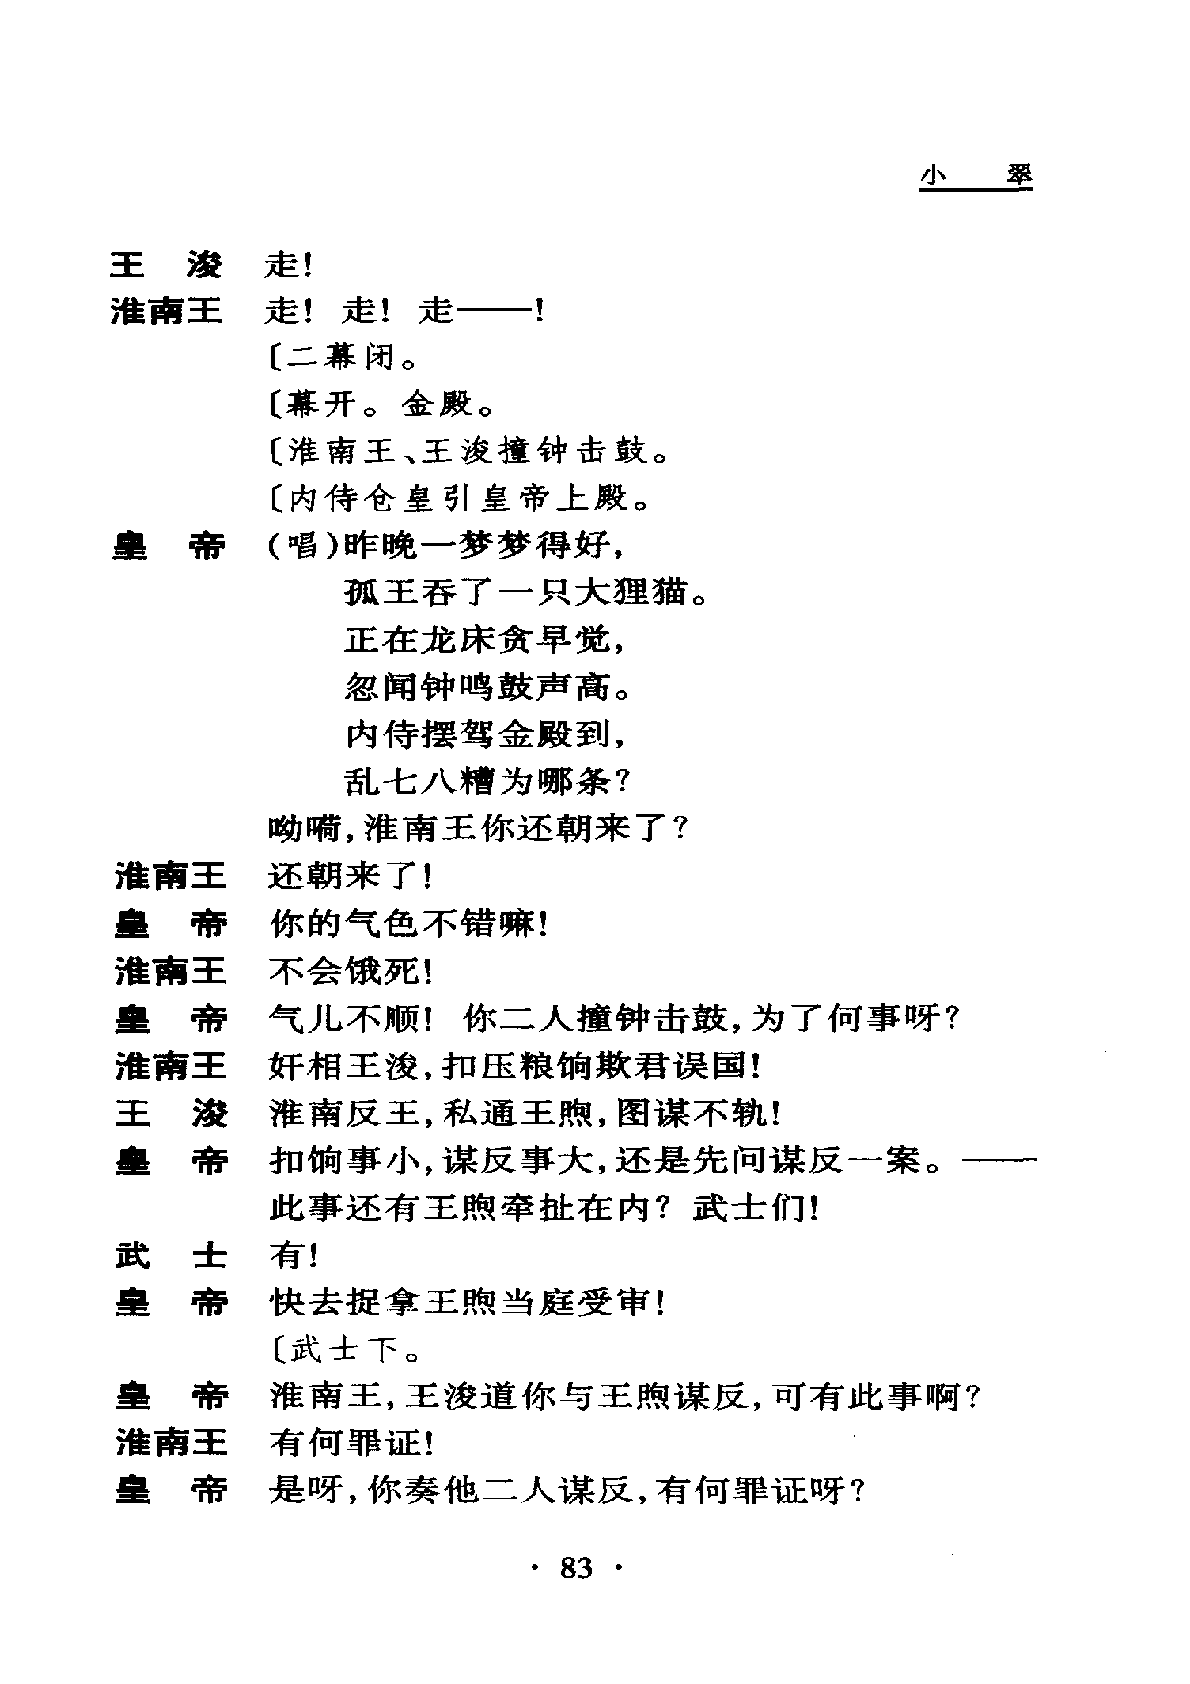 小　　翠
王　浚　走！
淮南王　走！ 走！ 走——！
〔二幕闭。
〔幕开。金殿。
〔淮南王、王浚撞钟击鼓。
〔内侍仓皇引皇帝上殿。
皇　帝　（唱）昨晚一梦梦得好，
孤王吞了一只大狸猫。
正在龙床贪早觉，
忽闻钟鸣鼓声高。
内侍摆驾金殿到，
乱七八糟为哪条？
呦嗬，淮南王你还朝来了？
淮南王　还朝来了！
皇　帝　你的气色不错嘛！
淮南王　不会饿死！
皇　帝　气儿不顺！ 你二人撞钟击鼓，为了何事呀？
淮南王　奸相王浚，扣压粮饷欺君误国！
王　浚　淮南反王，私通王煦，图谋不轨！
皇　帝　扣饷事小，谋反事大，还是先问谋反一案。——
此事还有王煦牵扯在内？ 武士们！
武　士　有！
皇　帝　快去捉拿王煦当庭受审！
〔武士下。
皇　帝　淮南王，王浚道你与王煦谋反，可有此事啊？
淮南王　有何罪证！
皇　帝　是呀，你奏他二人谋反，有何罪证呀？
· 83 ·